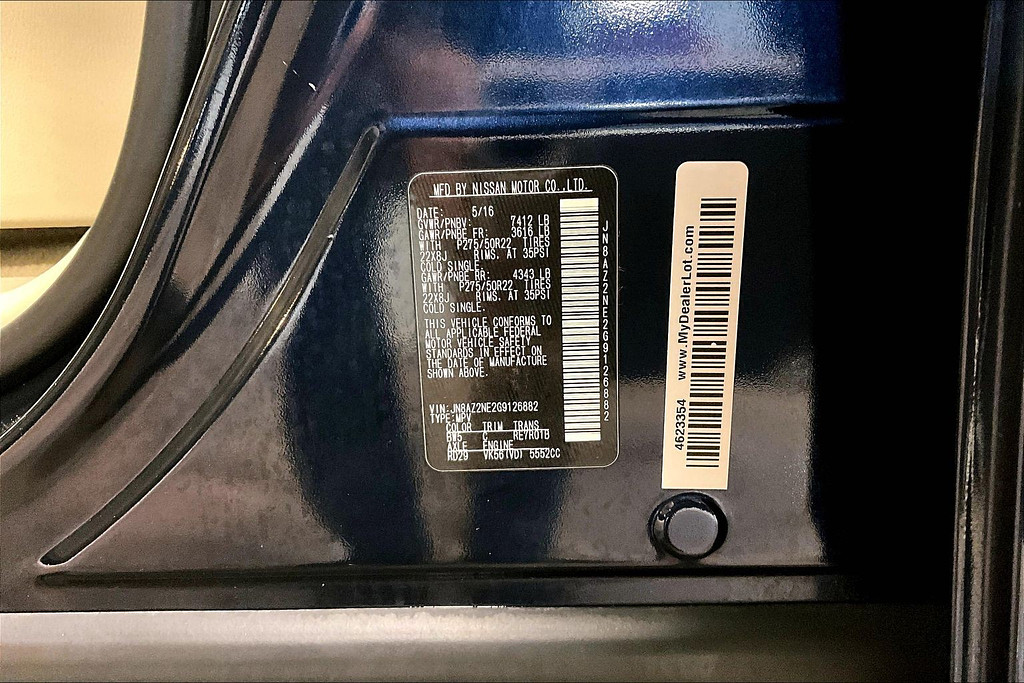 MFD BY NISSAN MOTOR CO.,LTD.
DATE: 5/16
GVWR/PNBV: 7412 LB
GAWR/PNBE FR: 3616 LB
WITH P275/50R22 TIRES
22X8J RIMS. AT 35PSI
COLD SINGLE.
GAWR/PNBE RR: 4343 LB
WITH P275/50R22 TIRES
22X8J RIMS. AT 35PSI
COLD SINGLE.
THIS VEHICLE CONFORMS TO
ALL APPLICABLE FEDERAL
MOTOR VEHICLE SAFETY
STANDARDS IN EFFECT ON
THE DATE OF MANUFACTURE
SHOWN ABOVE.
VIN:JN8AZ2NE2G9126882
TYPE:MPV
COLOR TRIM TRANS
BW5 C RE7R01B
AXLE ENGINE
RD29 VK56(VD) 5552CC
JN8AZ2NE2G9126882
4623354 www.MyDealerLot.com